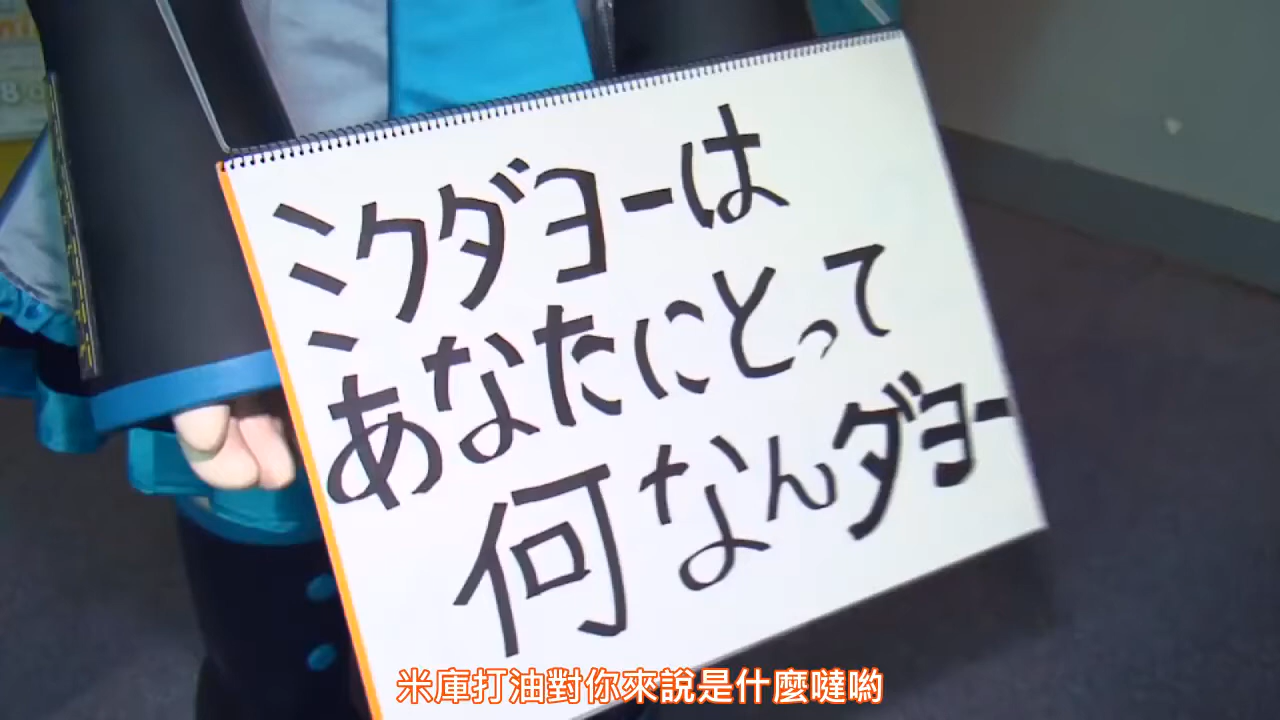 ミクダヨーは
あなたにとって
何なんダヨー
米庫打油對你來說是什麼噠喲